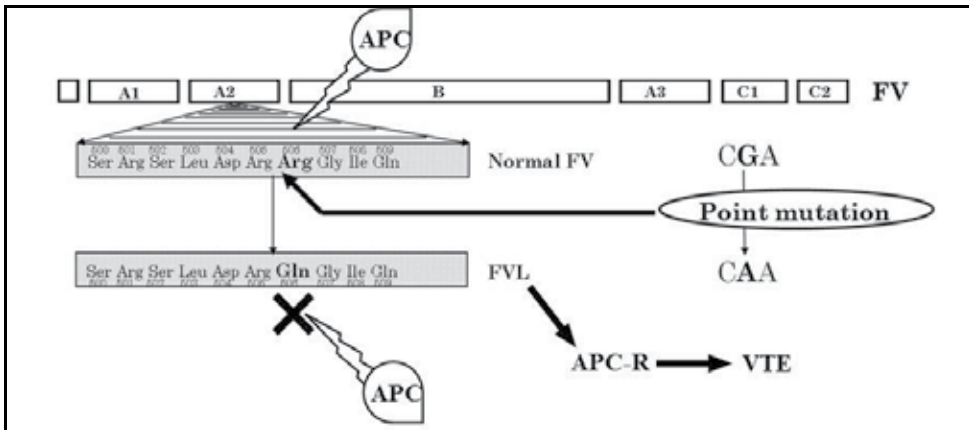 APC
A1 A2 B A3 C1 C2 FV
500 501 502 503 504 505 506 507 508 509
Ser Arg Ser Leu Asp Arg Arg Gly Ile Gln Normal FV CGA
Point mutation
Ser Arg Ser Leu Asp Arg Gln Gly Ile Gln FVL CAA
500 501 502 503 504 505 506 507 508 509
APC-R VTE
APC